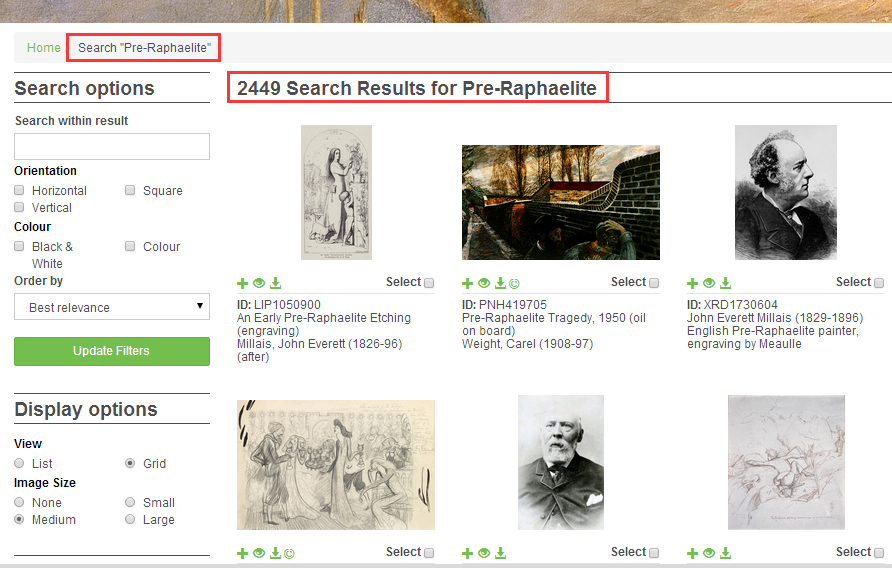 Home Search "Pre-Raphaelite"
Search options
Search within result
Orientation
Horizontal
Square
Vertical
Colour
Black & White
Colour
Order by
Best relevance
Update Filters
Display options
View
List
Grid
Image Size
None
Small
Medium
Large
2449 Search Results for Pre-Raphaelite
Select
ID: LIP1050900
An Early Pre-Raphaelite Etching
(engraving)
Millais, John Everett (1826-96)
(after)
Select
ID: PNH419705
Pre-Raphaelite Tragedy, 1950 (oil
on board)
Weight, Carel (1908-97)
Select
ID: XRD1730604
John Everett Millais (1829-1896)
English Pre-Raphaelite painter,
engraving by Meaulle
Select
Select
Select